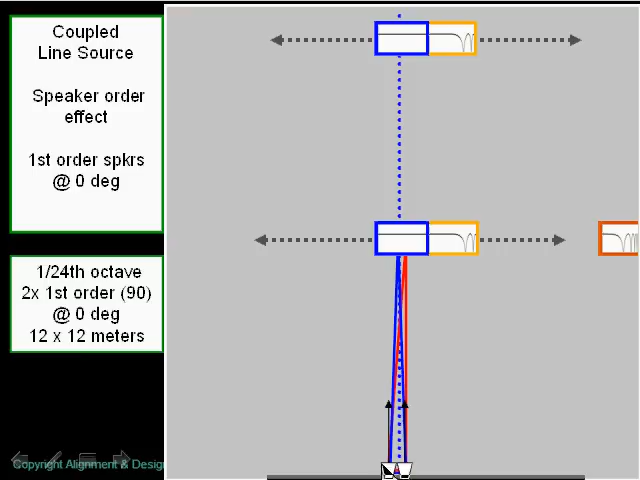 Coupled
Line Source
Speaker order
effect
1st order spkrs
@ 0 deg
1/24th octave
2x 1st order (90)
@ 0 deg
12 x 12 meters
Copyright Alignment & Design